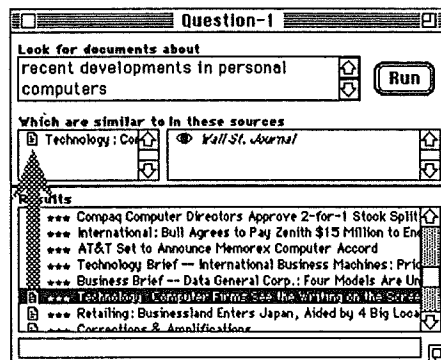 Question-1
Look for documents about
recent developments in personal
computers
Run
Which are similar to In these sources
Technology: Co
Wall St. Journal
Results
★★★ Compaq Computer Directors Approve 2-for-1 Stock Split
★★★ International: Bull Agrees to Pay Zenith $15 Million to En
★★★ AT&T Set to Announce Memorex Computer Accord
★★★ Technology Brief -- International Business Machines: Pric
★★★ Business Brief -- Data General Corp.: Four Models Are Un
★★★ Technology: Computer Firms See the Writing on the Scree
★★★ Retailing: Businessland Enters Japan, Aided by 4 Big Loca
★★★ Corrections & Amplifications